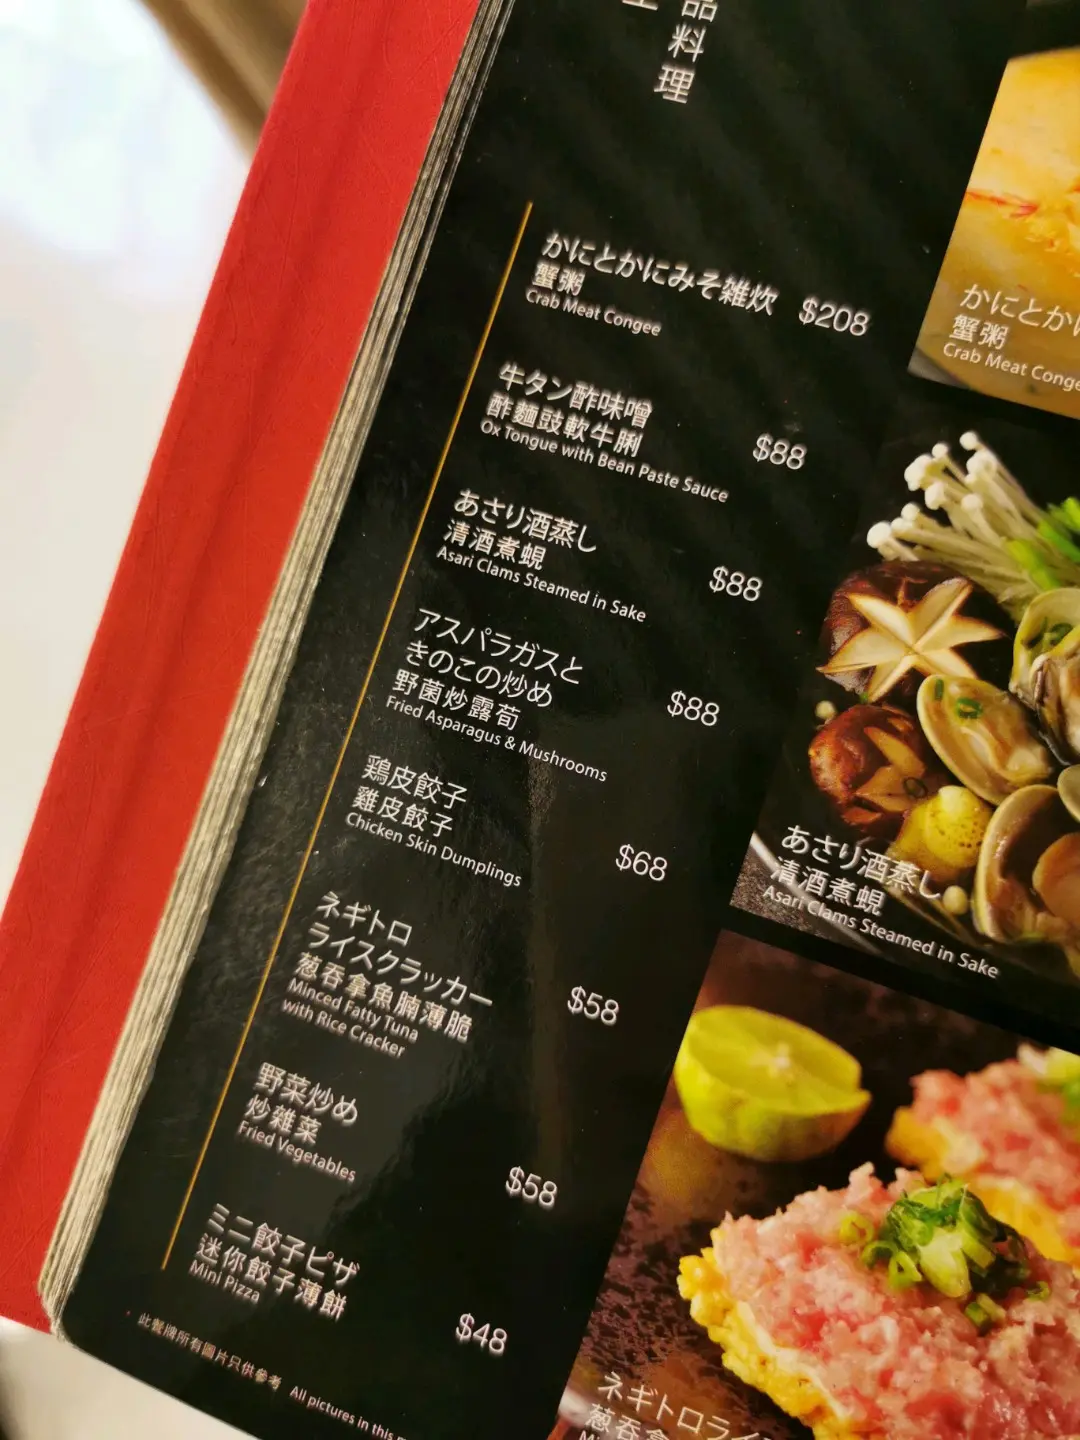 品料理
かにとかにみそ雑炊 $208
蟹粥
Crab Meat Congee
牛タン酢味噌
酢麵豉軟牛脷
Ox Tongue with Bean Paste Sauce
$88
あさり酒蒸し
清酒煮蜆
Asari Clams Steamed in Sake
$88
アスパラガスと
きのこの炒め
野菌炒露荀
Fried Asparagus & Mushrooms
$88
鶏皮餃子
雞皮餃子
Chicken Skin Dumplings
$68
ネギトロ
ライスクラッカー
葱吞拿魚腩薄脆
Minced Fatty Tuna
with Rice Cracker
$58
野菜炒め
炒雜菜
Fried Vegetables
$58
ミニ餃子ピザ
迷你餃子薄餅
Mini Pizza
$48
此餐牌所有圖片只供參考 All pictures in this
かにとか
蟹粥
Crab Meat Conge
あさり酒蒸し
清酒煮蜆
Asari Clams Steamed in Sake
ネギトロライ
葱吞拿